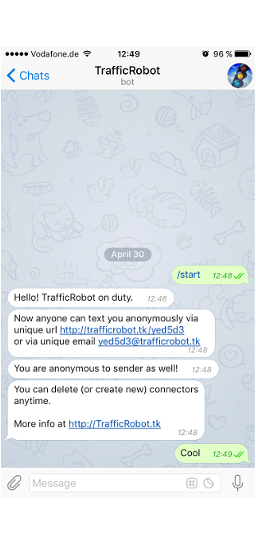 Vodafone.de 12:49 96 %
Chats TrafficRobot
bot
April 30
/start 12:48
Hello! TrafficRobot on duty. 12:48
Now anyone can text you anonymously via
unique url http://trafficrobot.tk/yed5d3
or via unique email yed5d3@trafficrobot.tk
12:48
You are anonymous to sender as well! 12:48
You can delete (or create new) connectors
anytime.
More info at http://TrafficRobot.tk
12:48
Cool 12:49
Message